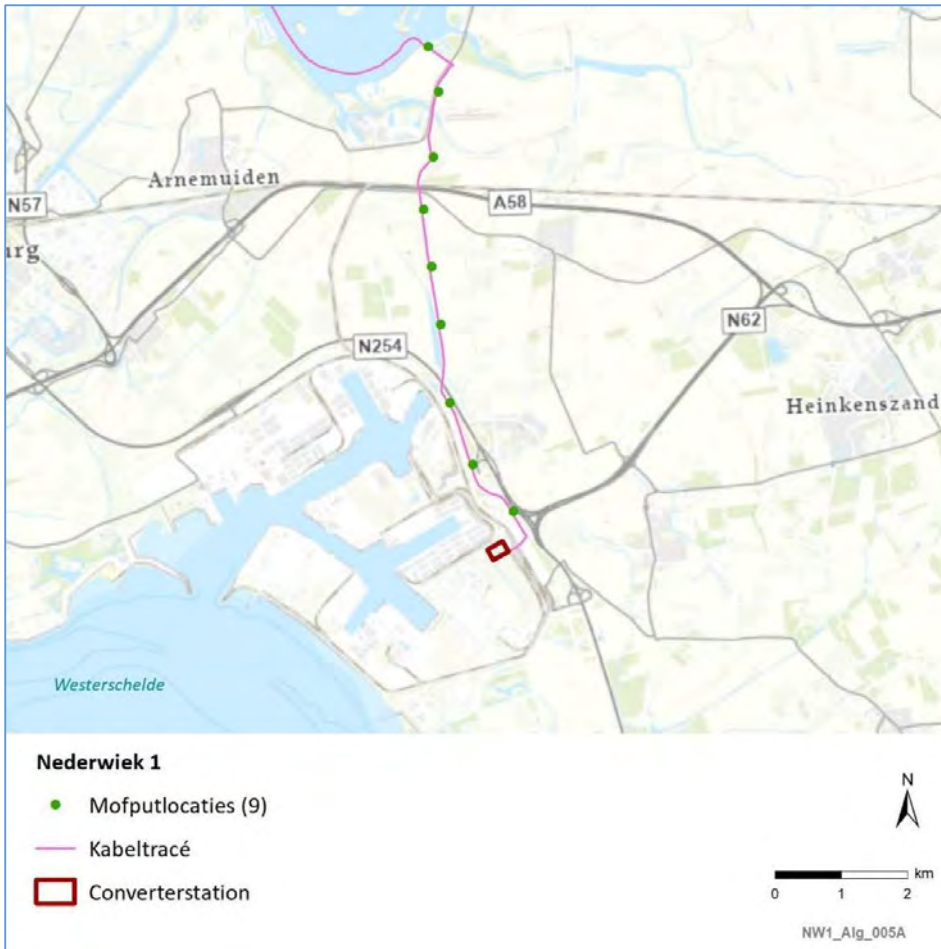 Arnemuiden
N57
A58
urg
N62
N254
Heinkenszand
Westerschelde
Nederwiek 1
Mofputlocaties (9)
Kabeltracé
Converterstation
N
km
0 1 2
NW1_Alg_005A